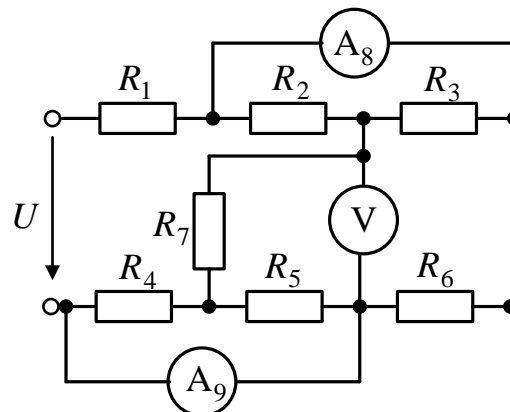 A₈
R₁ R₂ R₃
U R₇ V
R₄ R₅ R₆
A₉